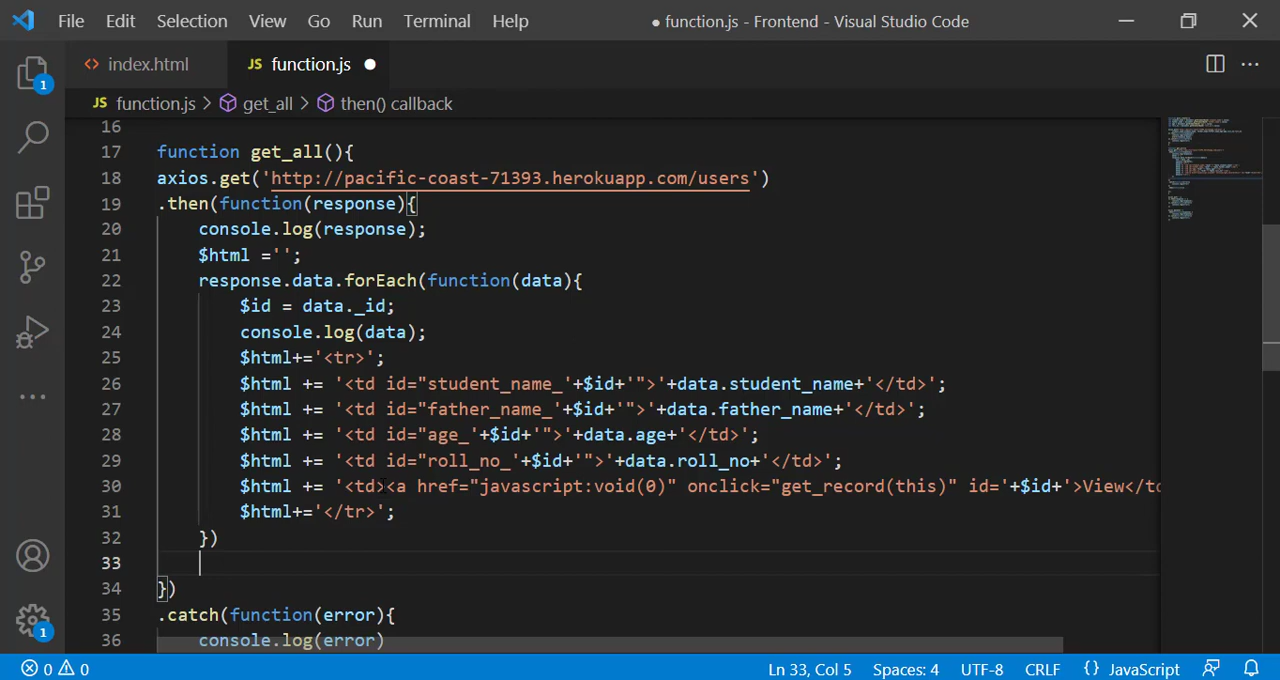 File Edit Selection View Go Run Terminal Help ● function.js - Frontend - Visual Studio Code
<> index.html JS function.js ●
JS function.js > get_all > then() callback
16
17 function get_all(){
18 axios.get('http://pacific-coast-71393.herokuapp.com/users')
19 .then(function(response){
20 console.log(response);
21 $html ='';
22 response.data.forEach(function(data){
23 $id = data._id;
24 console.log(data);
25 $html+='<tr>';
26 $html += '<td id="student_name_'+$id+'">'+data.student_name+'</td>';
27 $html += '<td id="father_name_'+$id+'">'+data.father_name+'</td>';
28 $html += '<td id="age_'+$id+'">'+data.age+'</td>';
29 $html += '<td id="roll_no_'+$id+'">'+data.roll_no+'</td>';
30 $html += '<td><a href="javascript:void(0)" onclick="get_record(this)" id='+$id+'>View</td
31 $html+='</tr>';
32 })
33
34 })
35 .catch(function(error){
36 console.log(error)
1
1
0 0 Ln 33, Col 5 Spaces: 4 UTF-8 CRLF {} JavaScript